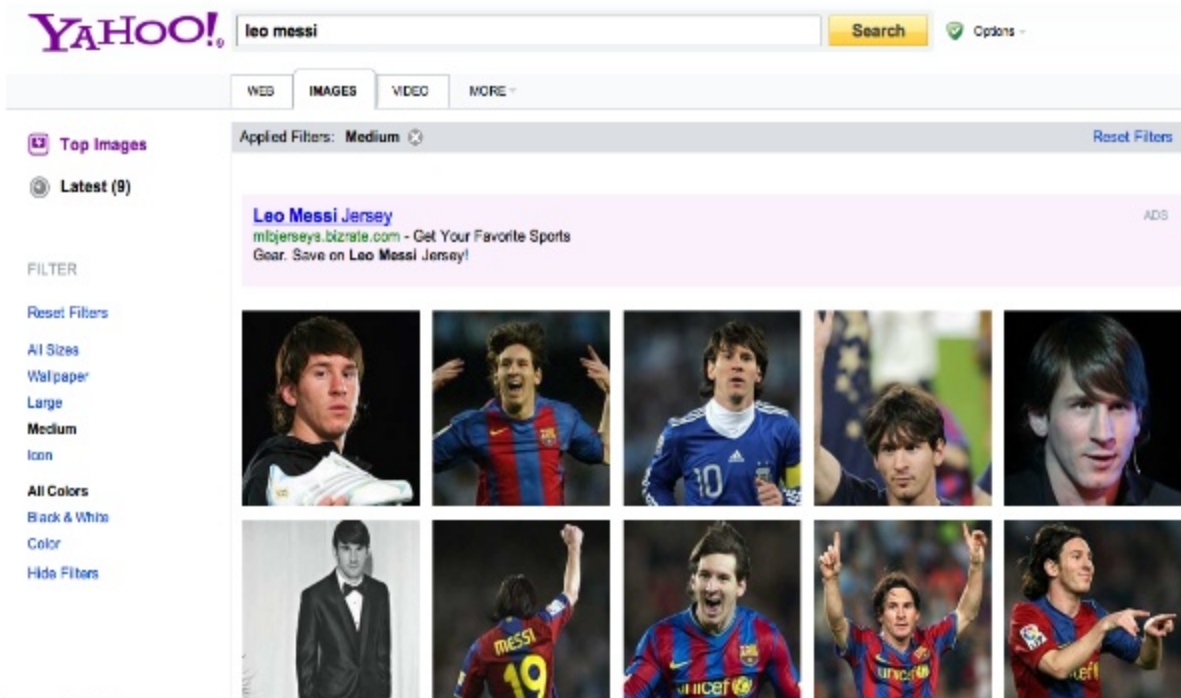 YAHOO!
leo messi
Search
Options
WEB
IMAGES
VIDEO
MORE
Top Images
Latest (9)
Applied Filters: Medium
Reset Filters
Leo Messi Jersey
ADS
mlbjerseys.bizrate.com - Get Your Favorite Sports
Gear. Save on Leo Messi Jersey!
FILTER
Reset Filters
All Sizes
Wallpaper
Large
Medium
Icon
All Colors
Black & White
Color
Hide Filters
10
MESSI
19
unicef
unicef
unicef